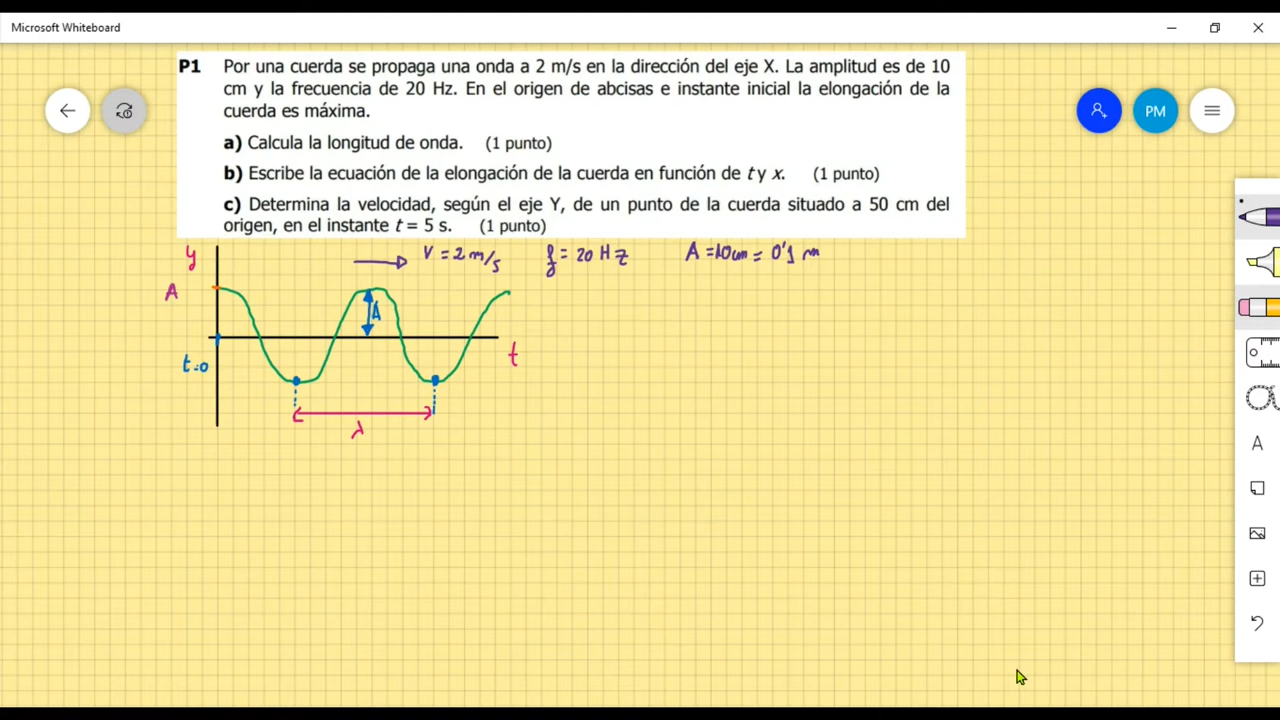 Microsoft Whiteboard
P1 Por una cuerda se propaga una onda a 2 m/s en la dirección del eje X. La amplitud es de 10
cm y la frecuencia de 20 Hz. En el origen de abcisas e instante inicial la elongación de la
cuerda es máxima.
PM
a) Calcula la longitud de onda. (1 punto)
b) Escribe la ecuación de la elongación de la cuerda en función de t y x. (1 punto)
c) Determina la velocidad, según el eje Y, de un punto de la cuerda situado a 50 cm del
origen, en el instante t = 5 s. (1 punto)
y
V = 2 m/s f = 20 Hz A = 10cm = 0'1 m
A
A
t=0
t
λ
A